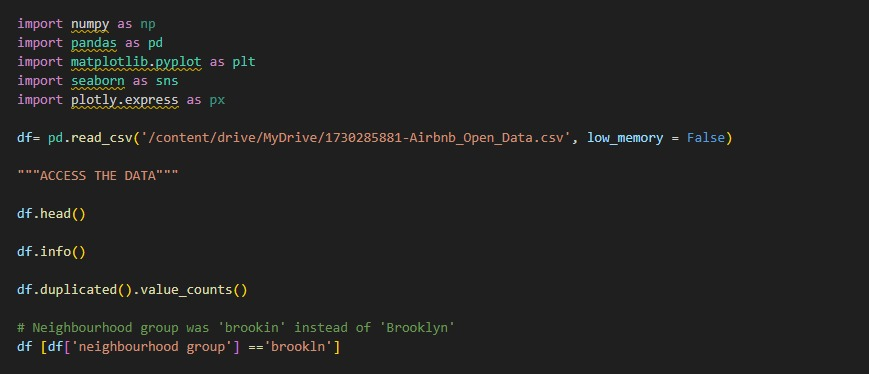 import numpy as np
import pandas as pd
import matplotlib.pyplot as plt
import seaborn as sns
import plotly.express as px
df= pd.read_csv('/content/drive/MyDrive/1730285881-Airbnb_Open_Data.csv', low_memory = False)
"""ACCESS THE DATA"""
df.head()
df.info()
df.duplicated().value_counts()
# Neighbourhood group was 'brookin' instead of 'Brooklyn'
df [df['neighbourhood group'] =='brookln']